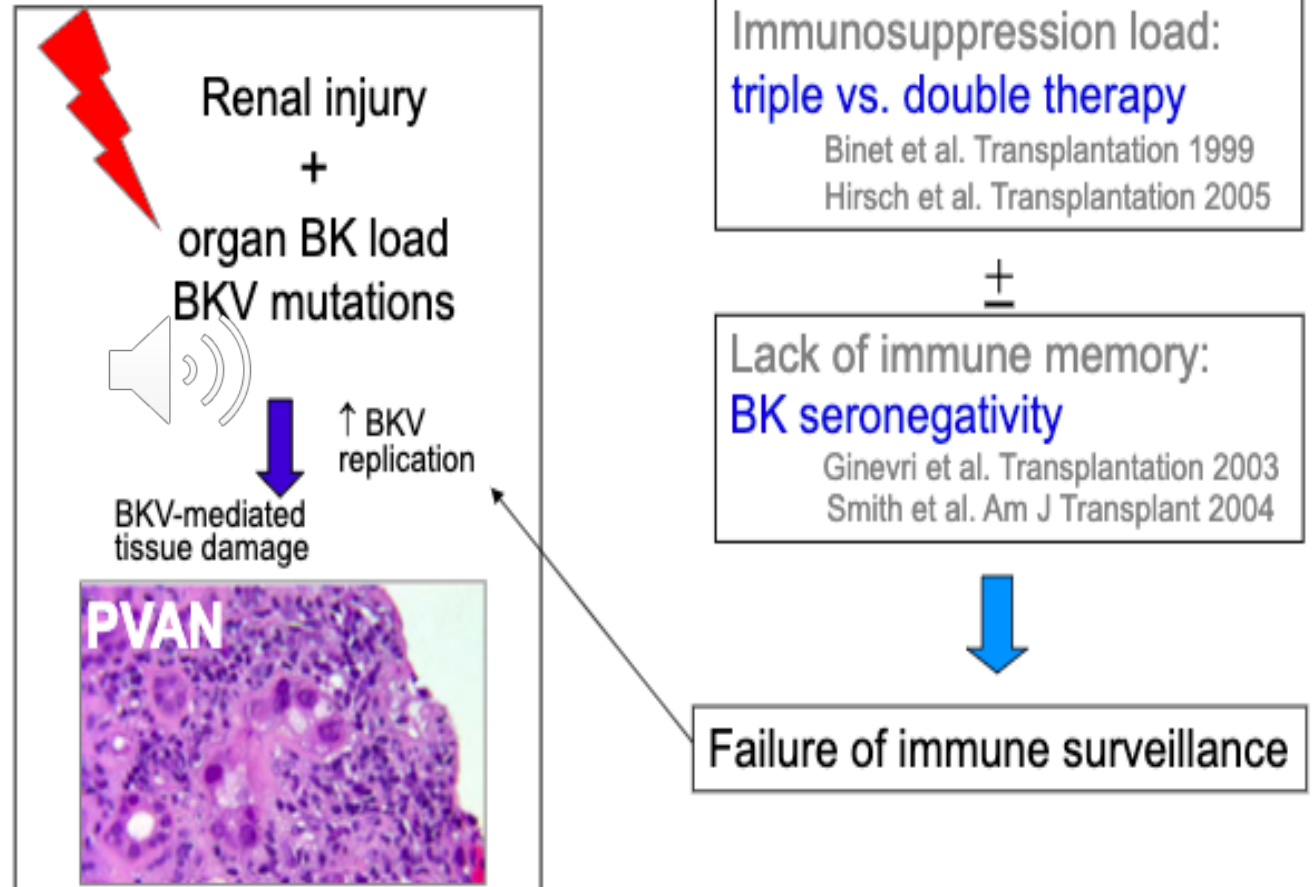 Renal injury
+
organ BK load
BKV mutations
↑ BKV
replication
BKV-mediated
tissue damage
PVAN
Immunosuppression load:
triple vs. double therapy
Binet et al. Transplantation 1999
Hirsch et al. Transplantation 2005
±
Lack of immune memory:
BK seronegativity
Ginevri et al. Transplantation 2003
Smith et al. Am J Transplant 2004
Failure of immune surveillance